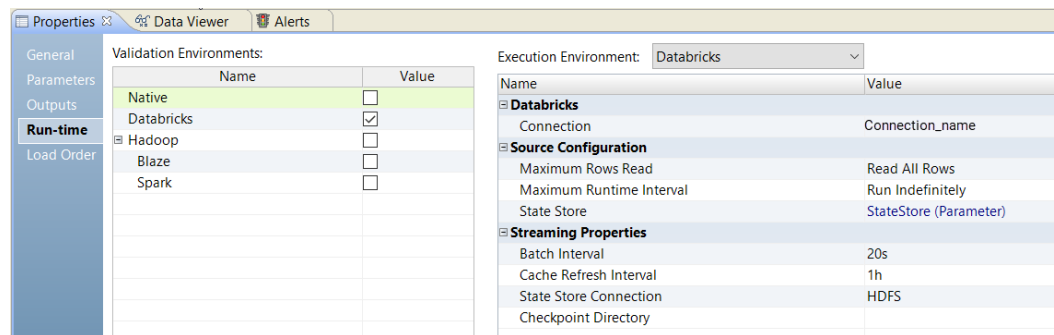 Properties Data Viewer Alerts
General
Parameters
Outputs
Run-time
Load Order
Validation Environments:
Name Value
Native
Databricks
Hadoop
Blaze
Spark
Execution Environment: Databricks
Name Value
Databricks
Connection Connection_name
Source Configuration
Maximum Rows Read Read All Rows
Maximum Runtime Interval Run Indefinitely
State Store StateStore (Parameter)
Streaming Properties
Batch Interval 20s
Cache Refresh Interval 1h
State Store Connection HDFS
Checkpoint Directory